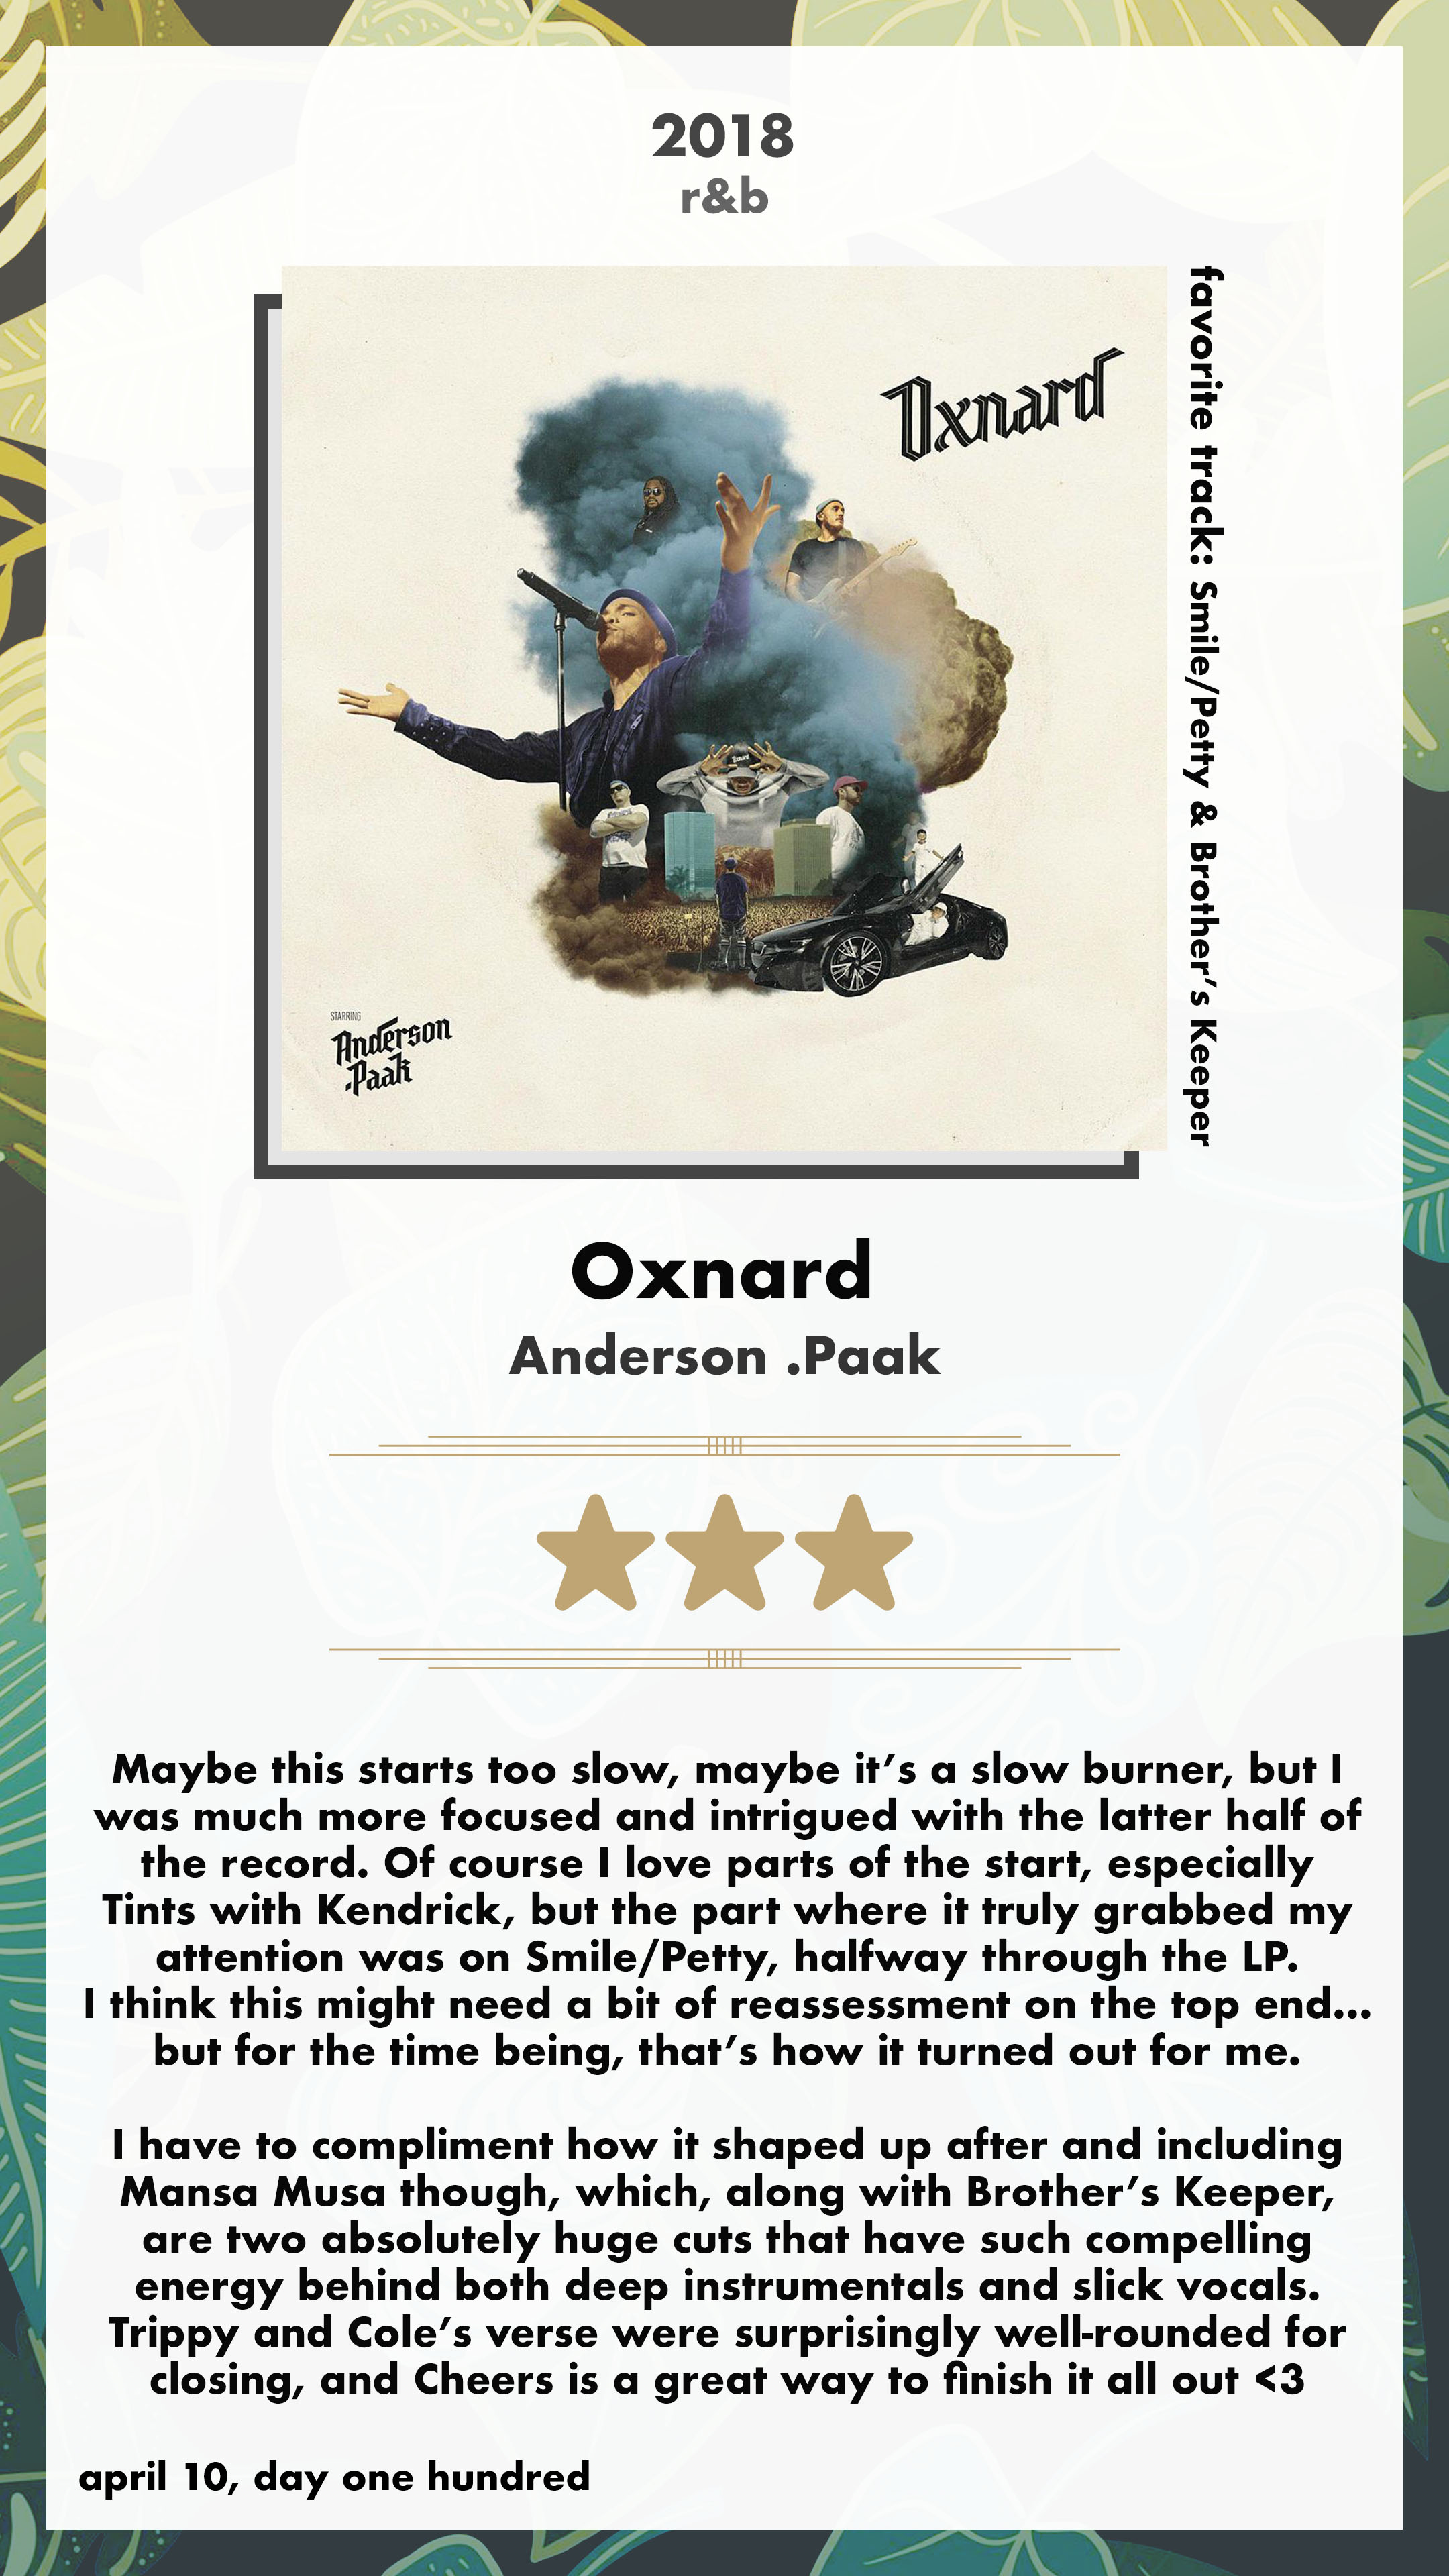 2018
r&b
Oxnard
STARRING
Anderson
.Paak
favorite track: Smile/Petty & Brother’s Keeper
Oxnard
Anderson .Paak
Maybe this starts too slow, maybe it’s a slow burner, but I
was much more focused and intrigued with the latter half of
the record. Of course I love parts of the start, especially
Tints with Kendrick, but the part where it truly grabbed my
attention was on Smile/Petty, halfway through the LP.
I think this might need a bit of reassessment on the top end...
but for the time being, that’s how it turned out for me.
I have to compliment how it shaped up after and including
Mansa Musa though, which, along with Brother’s Keeper,
are two absolutely huge cuts that have such compelling
energy behind both deep instrumentals and slick vocals.
Trippy and Cole’s verse were surprisingly well-rounded for
closing, and Cheers is a great way to finish it all out <3
april 10, day one hundred